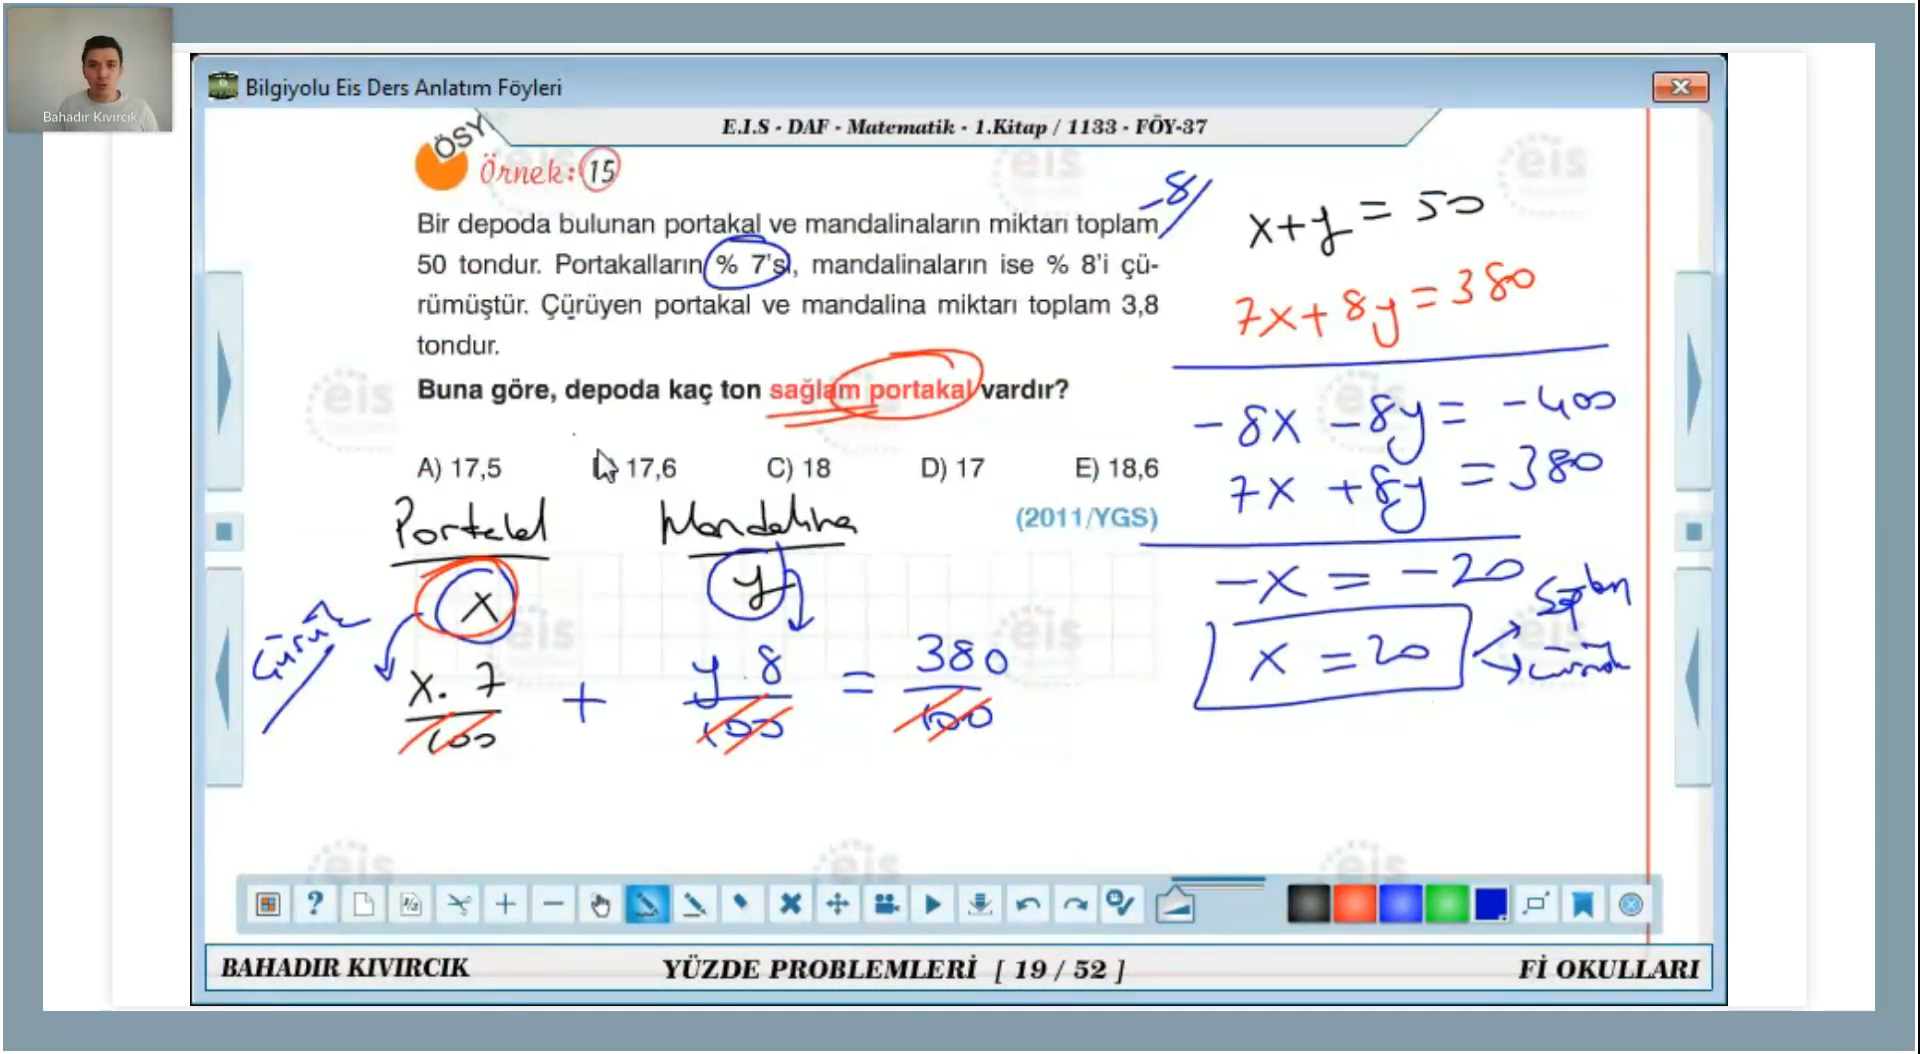 Bahadır Kıvırcık
Bilgiyolu Eis Ders Anlatım Föyleri
E.I.S - DAF - Matematik - 1.Kitap / 1133 - FÖY-37
ÖSY
Örnek: 15
Bir depoda bulunan portakal ve mandalinaların miktarı toplam
50 tondur. Portakalların % 7'si, mandalinaların ise % 8'i çü-
rümüştür. Çürüyen portakal ve mandalina miktarı toplam 3,8
tondur.
Buna göre, depoda kaç ton sağlam portakal vardır?
A) 17,5 17,6 C) 18 D) 17 E) 18,6
(2011/YGS)
Portakal Mandalina
x y
Çürük
x. 7 + y 8 = 380
100 100 100
-8/
x+y = 50
7x+8y=380
-8x -8y= -400
7x +8y = 380
-x = -20
x = 20
Sağlam
Çürük
eis
BAHADIR KIVIRCIK
YÜZDE PROBLEMLERİ [ 19 / 52 ]
Fİ OKULLARI